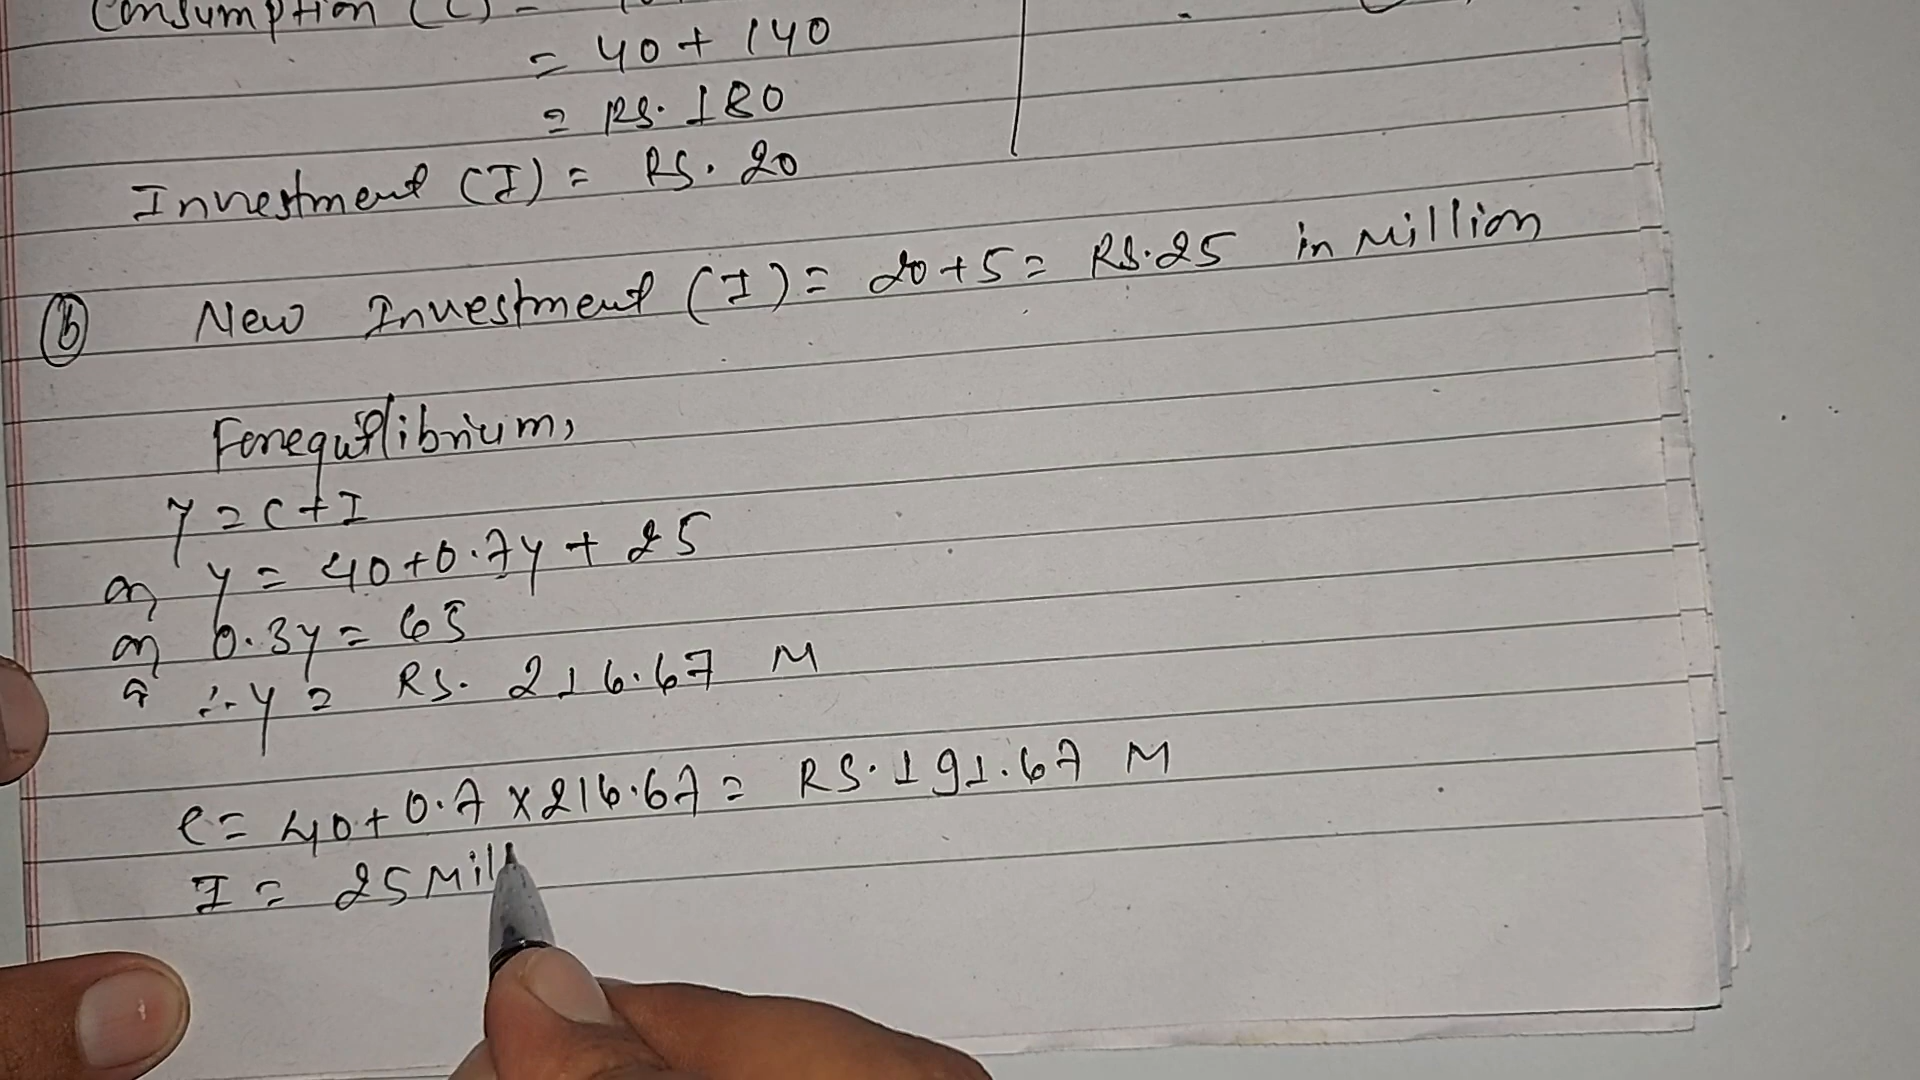 Consumption (C) =
= 40 + 140
= Rs. 180
Investment (I) = Rs. 20
(b) New Investment (I) = 20 + 5 = Rs. 25 in Million
For equilibrium,
Y = C + I
or, Y = 40 + 0.7Y + 25
or, 0.3Y = 65
∴ Y = Rs. 216.67 M
C = 40 + 0.7 × 216.67 = Rs. 191.67 M
I = 25 Mill